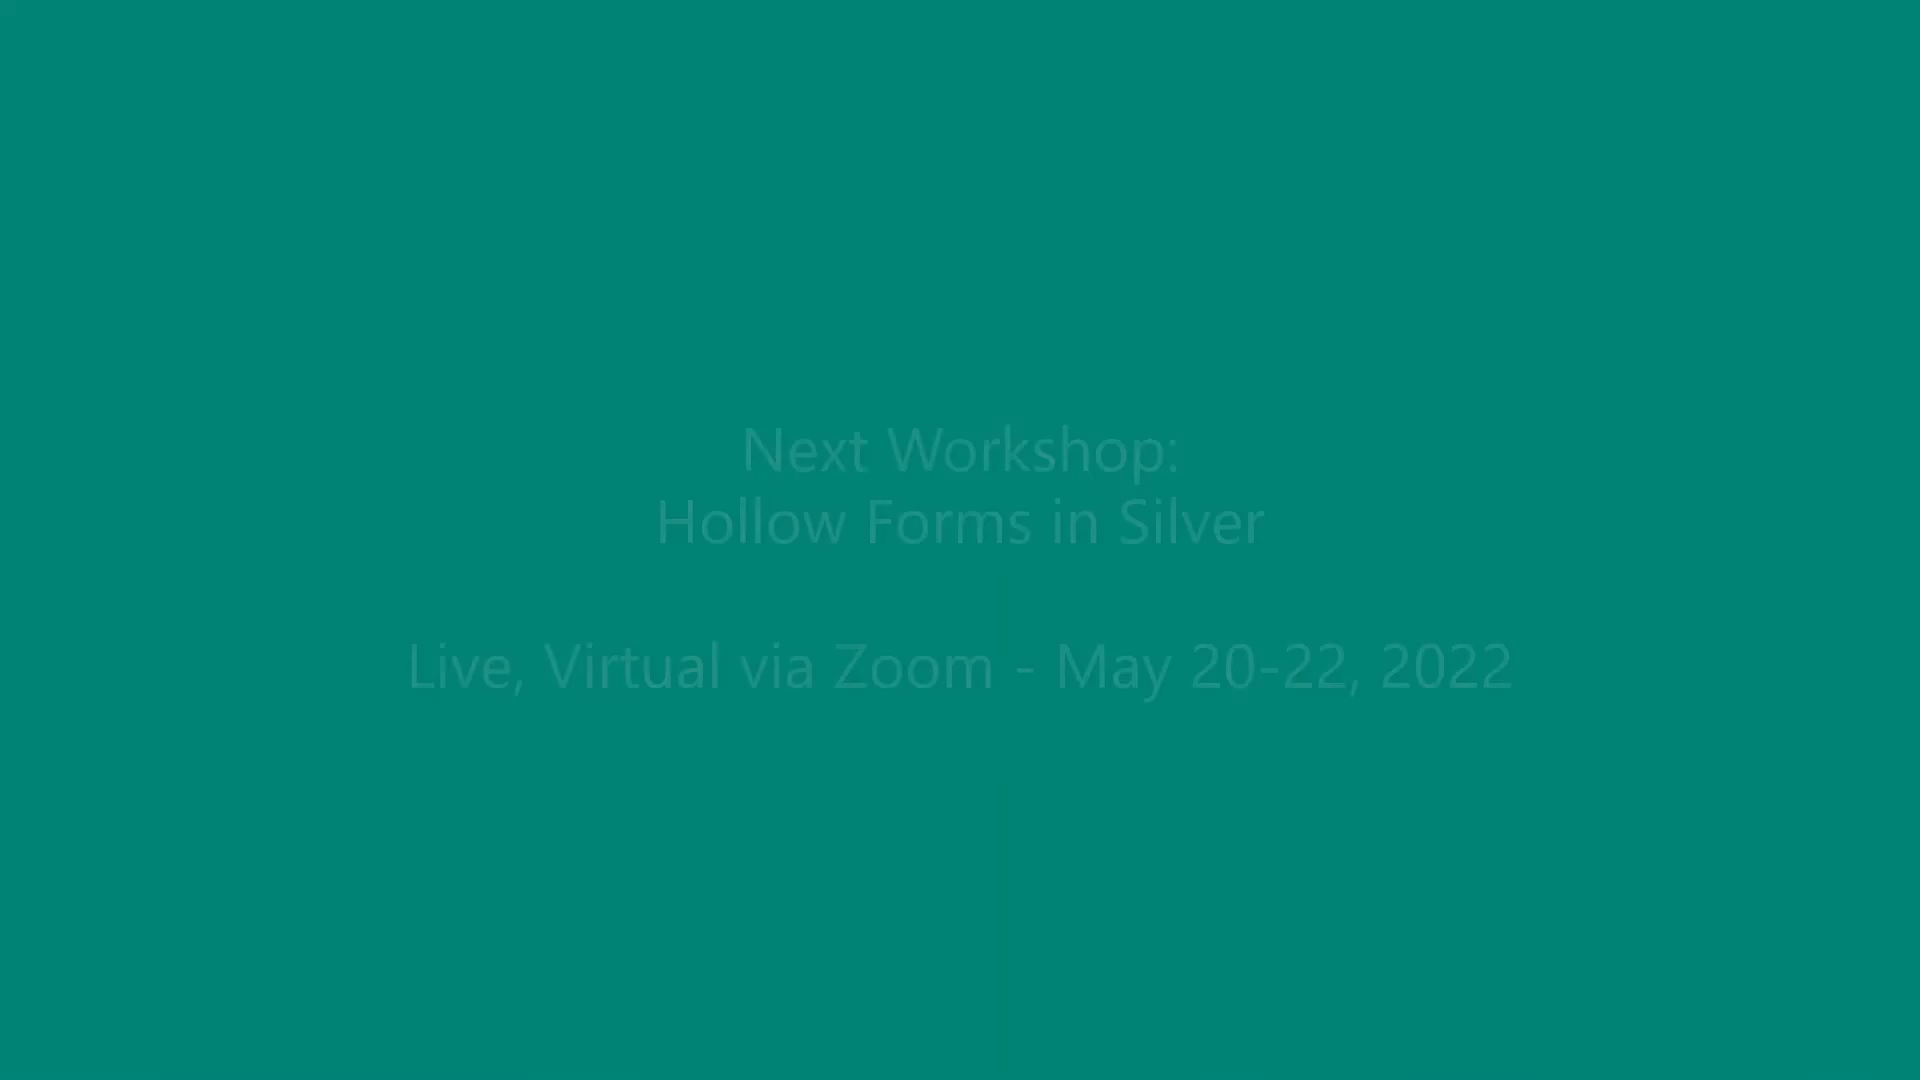 Next Workshop:
Hollow Forms in Silver
Live, Virtual via Zoom - May 20-22, 2022